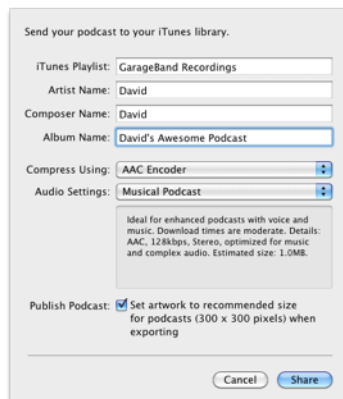 Send your podcast to your iTunes library.
iTunes Playlist: GarageBand Recordings
Artist Name: David
Composer Name: David
Album Name: David's Awesome Podcast
Compress Using: AAC Encoder
Audio Settings: Musical Podcast
Ideal for enhanced podcasts with voice and
music. Download times are moderate. Details:
AAC, 128kbps, Stereo, optimized for music
and complex audio. Estimated size: 1.0MB.
Publish Podcast: Set artwork to recommended size
for podcasts (300 x 300 pixels) when
exporting
Cancel Share